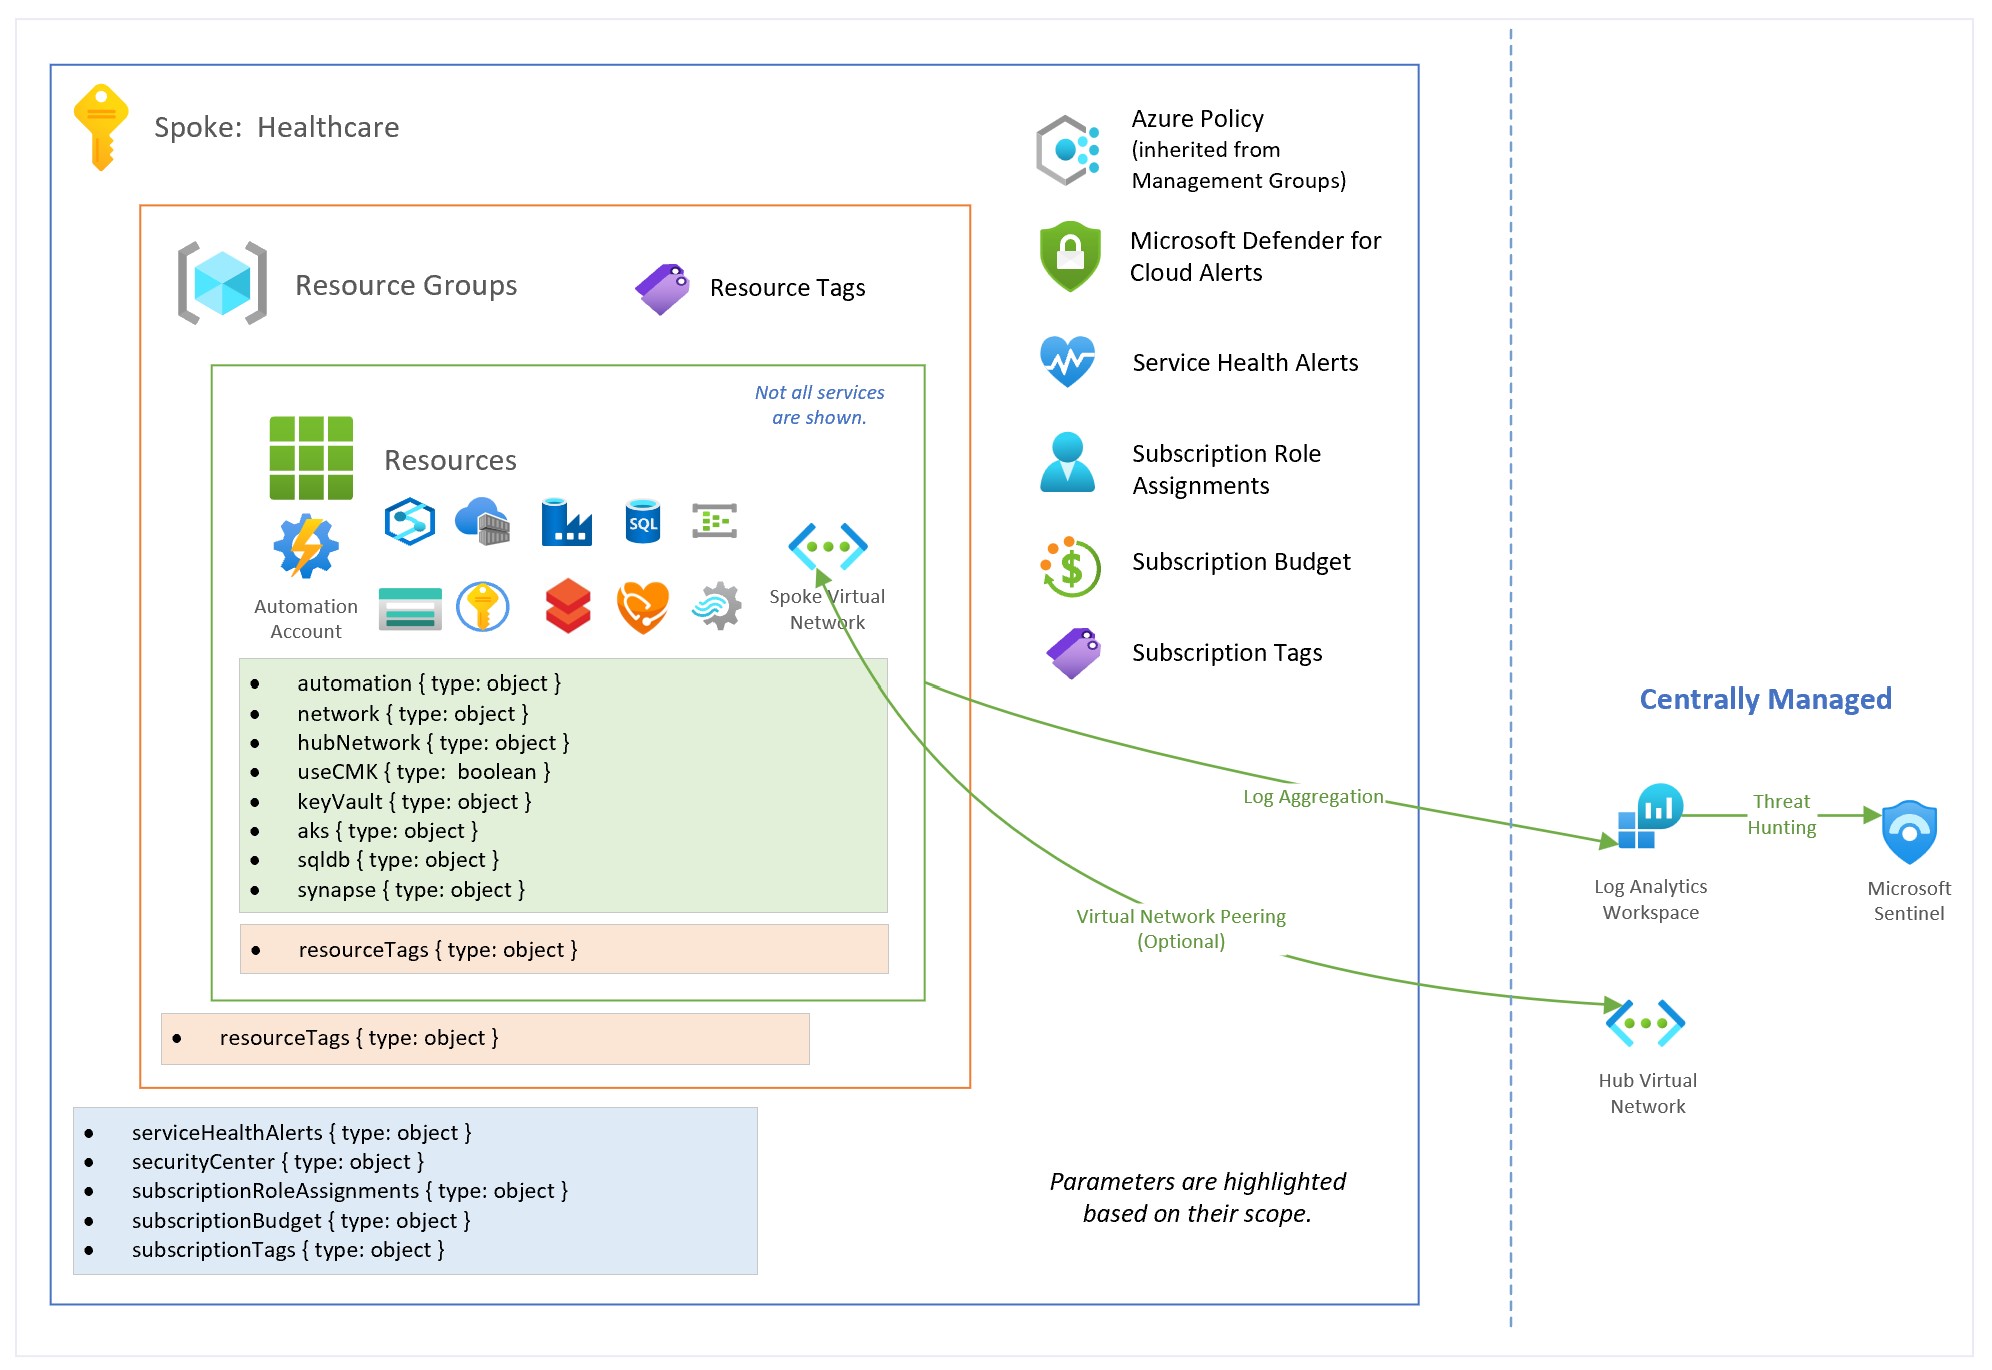 Spoke:  Healthcare
Azure Policy
(inherited from
Management Groups)
Microsoft Defender for
Cloud Alerts
Service Health Alerts
Subscription Role
Assignments
Subscription Budget
Subscription Tags
Resource Groups
Resource Tags
Not all services
are shown.
Resources
SQL
Automation
Account
Spoke Virtual
Network
• automation { type: object }
• network { type: object }
• hubNetwork { type: object }
• useCMK { type:  boolean }
• keyVault { type: object }
• aks { type: object }
• sqldb { type: object }
• synapse { type: object }
• resourceTags { type: object }
• resourceTags { type: object }
• serviceHealthAlerts { type: object }
• securityCenter { type: object }
• subscriptionRoleAssignments { type: object }
• subscriptionBudget { type: object }
• subscriptionTags { type: object }
Parameters are highlighted
based on their scope.
Log Aggregation
Virtual Network Peering
(Optional)
Centrally Managed
Threat
Hunting
Log Analytics
Workspace
Microsoft
Sentinel
Hub Virtual
Network